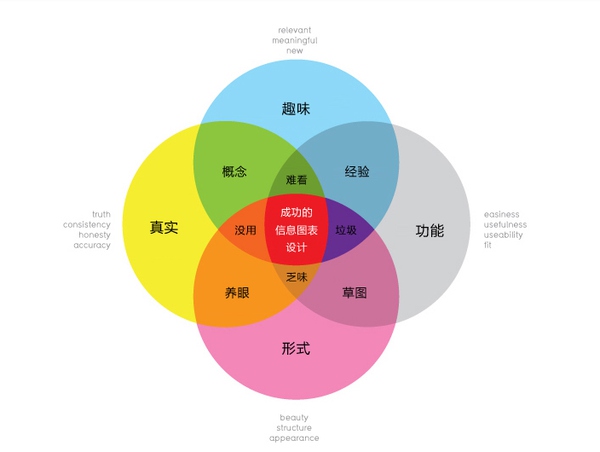 relevant
meaningful
new
趣味
概念
难看
经验
成功的
信息图表
设计
truth
consistency
honesty
accuracy
真实
没用
垃圾
功能
easiness
usefulness
useability
fit
乏味
养眼
草图
形式
beauty
structure
appearance